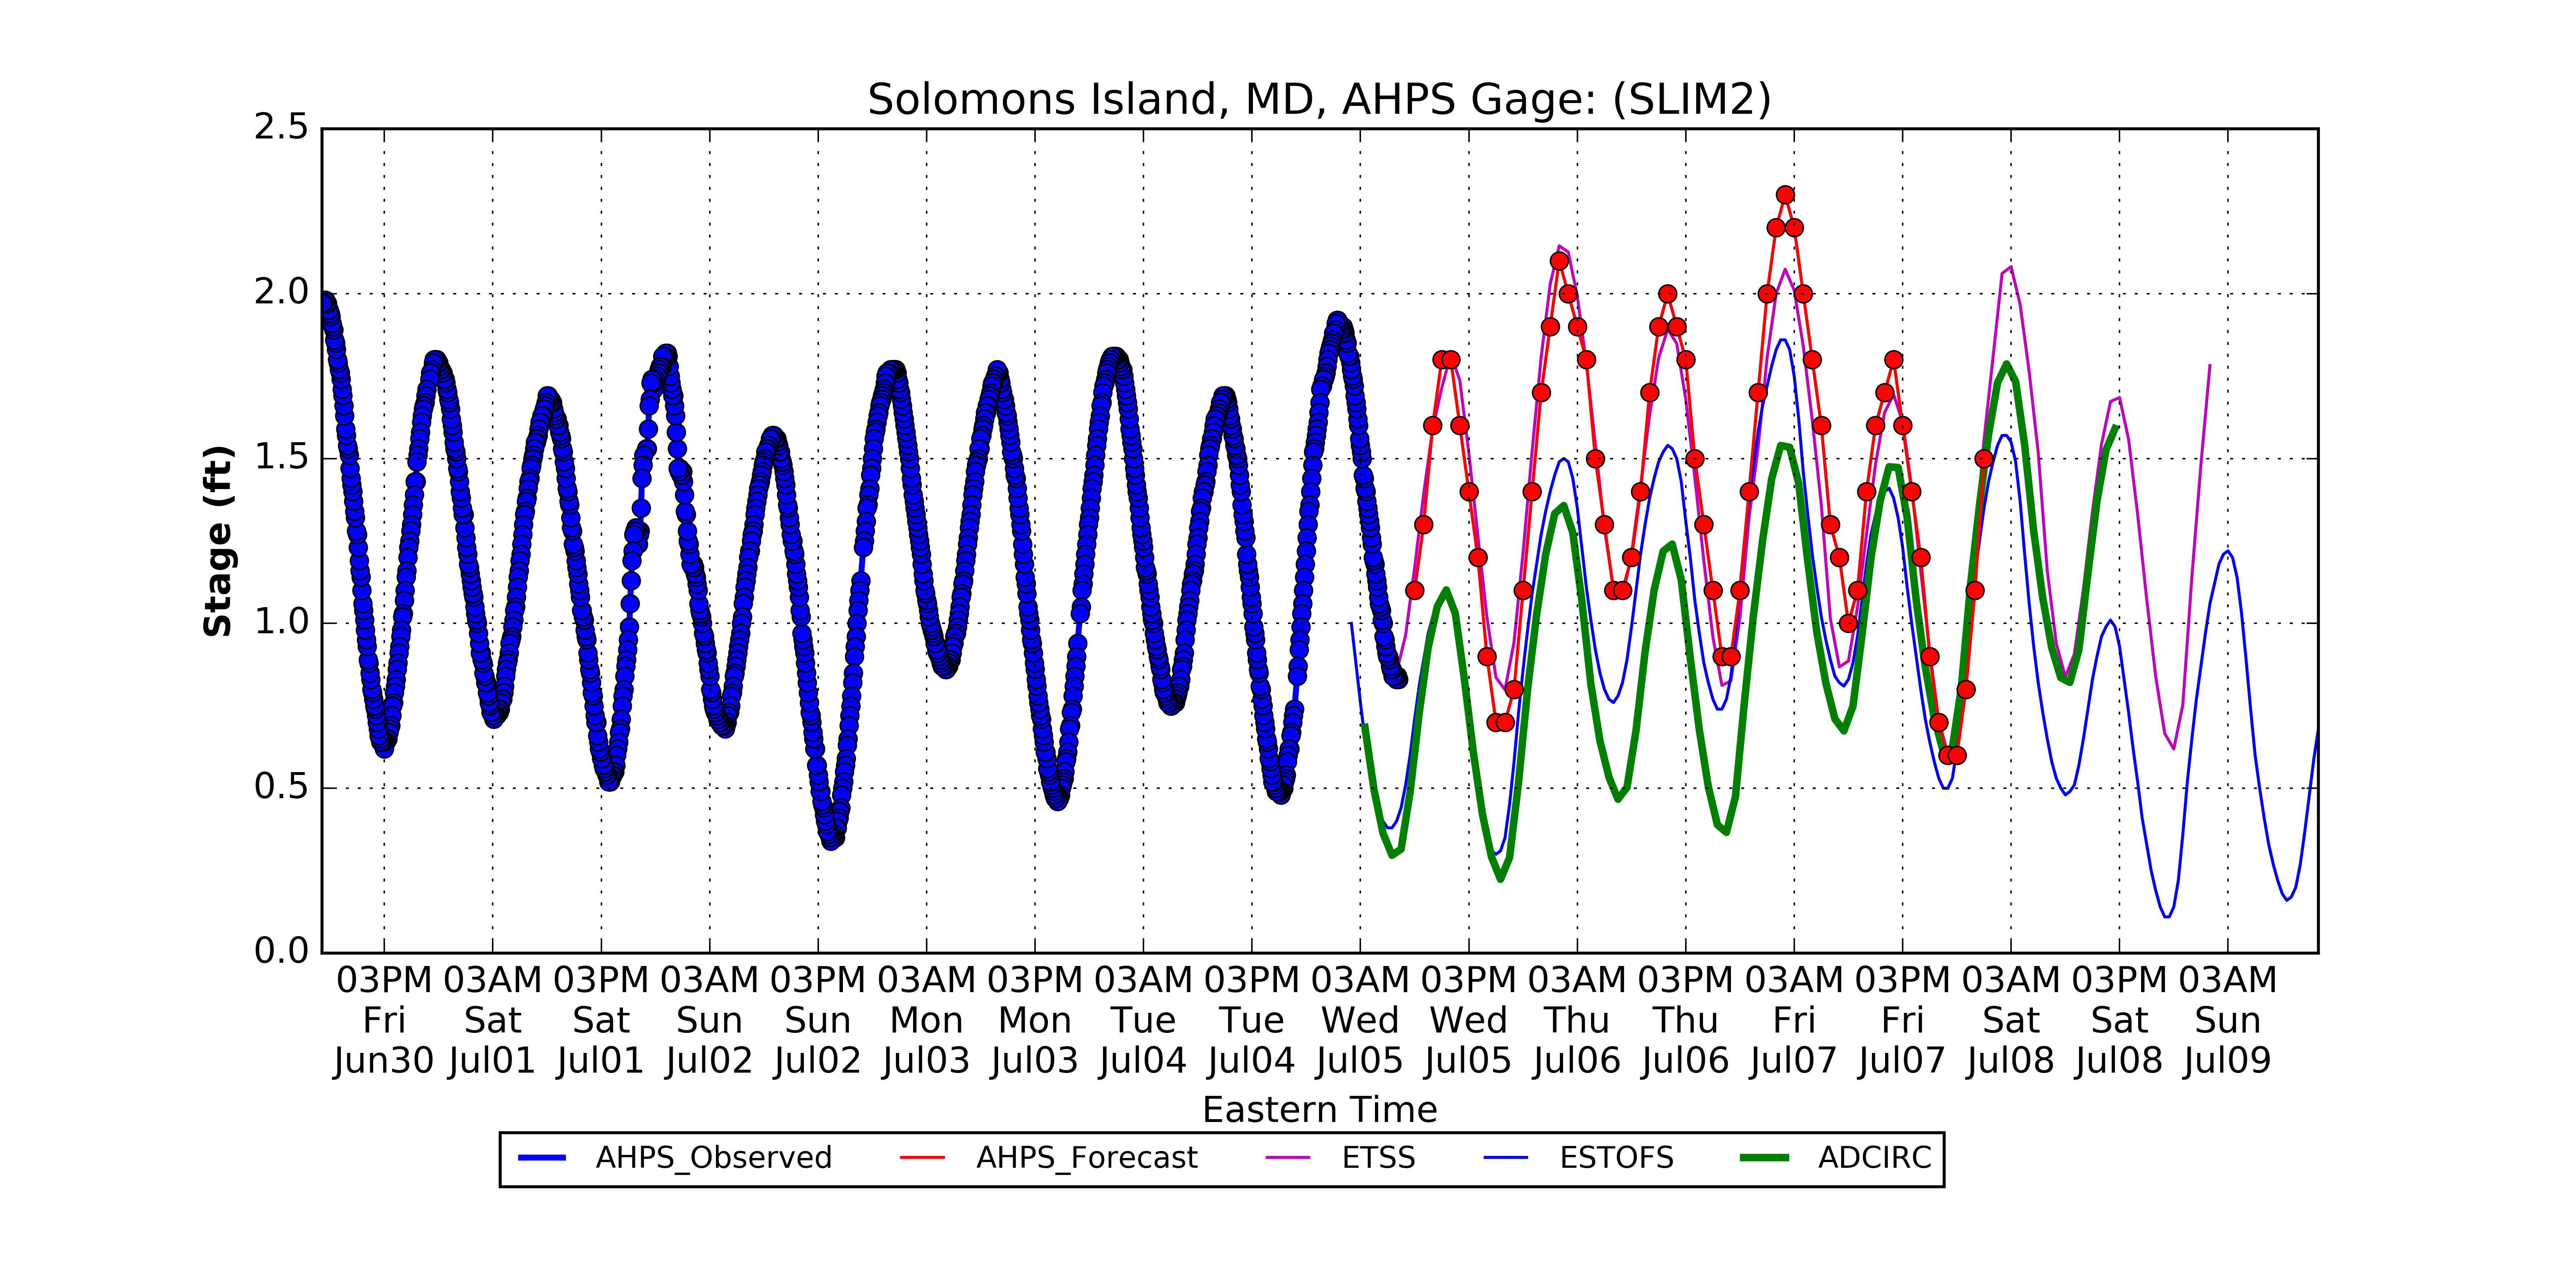 Solomons Island, MD, AHPS Gage: (SLIM2)
Stage (ft)
2.5
2.0
1.5
1.0
0.5
0.0
03PM 03AM 03PM 03AM 03PM 03AM 03PM 03AM 03PM 03AM 03PM 03AM 03PM 03AM 03PM 03AM 03PM 03AM
Fri Sat Sat Sun Sun Mon Mon Tue Tue Wed Wed Thu Thu Fri Fri Sat Sat Sun
Jun30 Jul01 Jul01 Jul02 Jul02 Jul03 Jul03 Jul04 Jul04 Jul05 Jul05 Jul06 Jul06 Jul07 Jul07 Jul08 Jul08 Jul09
Eastern Time
AHPS_Observed AHPS_Forecast ETSS ESTOFS ADCIRC